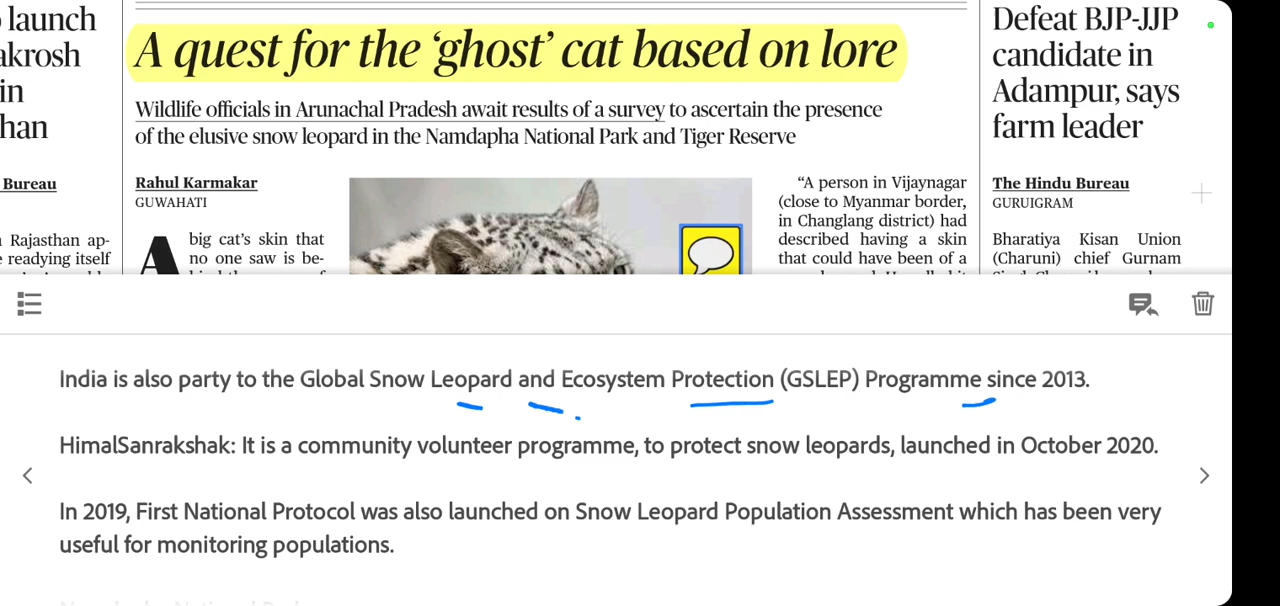 launch
akrosh
in
han
Bureau
Rajasthan ap-
readying itself
A quest for the ‘ghost’ cat based on lore
Wildlife officials in Arunachal Pradesh await results of a survey to ascertain the presence
of the elusive snow leopard in the Namdapha National Park and Tiger Reserve
Rahul Karmakar
GUWAHATI
A big cat’s skin that
no one saw is be-
“A person in Vijaynagar
(close to Myanmar border,
in Changlang district) had
described having a skin
that could have been of a
Defeat BJP-JJP
candidate in
Adampur, says
farm leader
The Hindu Bureau
GURUIGRAM
Bharatiya Kisan Union
(Charuni) chief Gurnam
India is also party to the Global Snow Leopard and Ecosystem Protection (GSLEP) Programme since 2013.
HimalSanrakshak: It is a community volunteer programme, to protect snow leopards, launched in October 2020.
In 2019, First National Protocol was also launched on Snow Leopard Population Assessment which has been very
useful for monitoring populations.